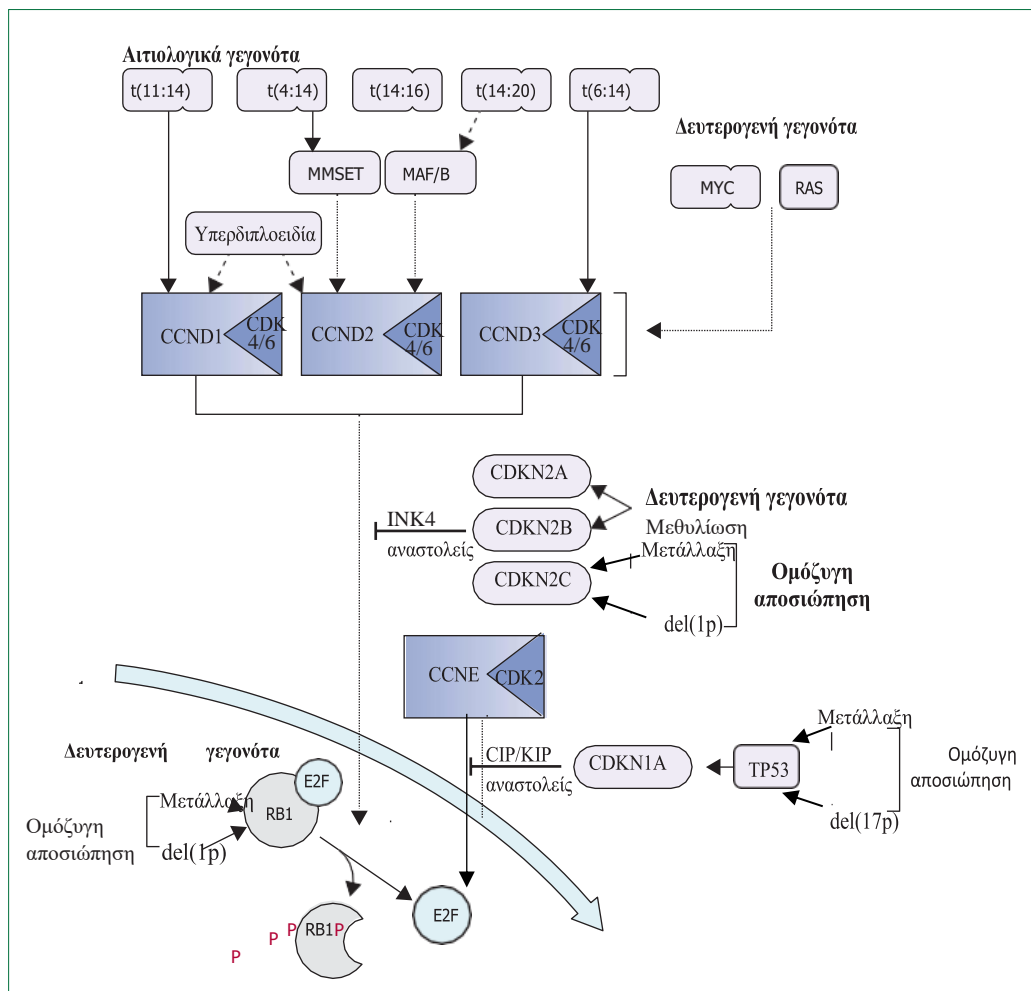 Αιτιολογικά γεγονότα
t(11:14)
t(4:14)
t(14:16)
t(14:20)
t(6:14)
Δευτερογενή γεγονότα
MMSET
MAF/B
MYC
RAS
Υπερδιπλοειδία
CCND1
CDK
4/6
CCND2
CDK
4/6
CCND3
CDK
4/6
CDKN2A
Δευτερογενή γεγονότα
INK4
αναστολείς
CDKN2B
Μεθυλίωση
Μετάλλαξη
CDKN2C
Ομόζυγη
αποσιώπηση
del(1p)
CCNE
CDK2
Μετάλλαξη
Δευτερογενή γεγονότα
CIP/KIP
αναστολείς
CDKN1A
TP53
Ομόζυγη
αποσιώπηση
E2F
Μετάλλαξη
RB1
del(17p)
Ομόζυγη
αποσιώπηση
del(1p)
E2F
P
P
P
RB1
P